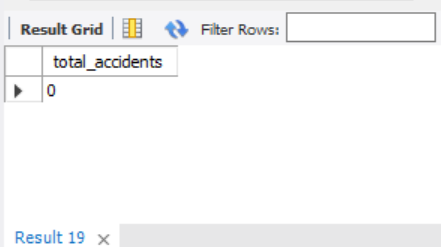 Result Grid Filter Rows:
total_accidents
0
Result 19 ×